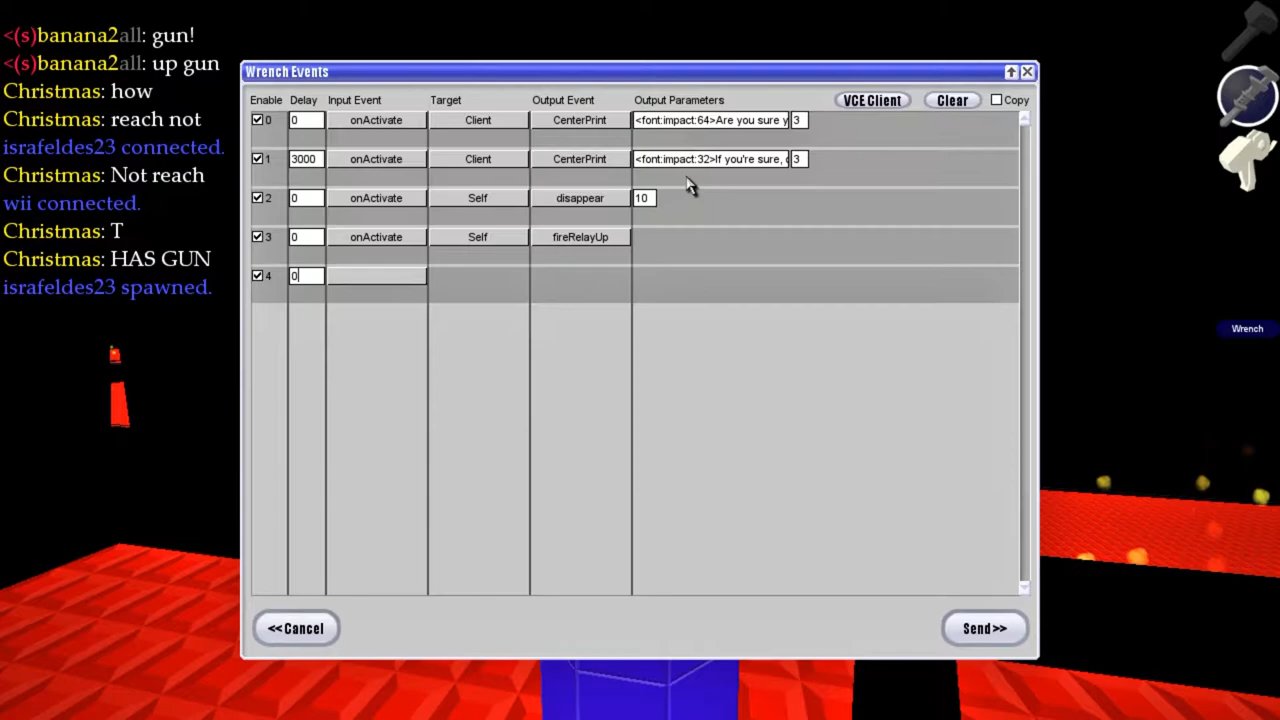 <(s)banana2all: gun!
<(s)banana2all: up gun
Christmas: how
Christmas: reach not
israfeldes23 connected.
Christmas: Not reach
wii connected.
Christmas: T
Christmas: HAS GUN
israfeldes23 spawned.
Wrench Events
Enable Delay Input Event Target Output Event Output Parameters VCE Client Clear Copy
0 0 onActivate Client CenterPrint <font:impact:64>Are you sure y 3
1 3000 onActivate Client CenterPrint <font:impact:32>If you're sure, 3
2 0 onActivate Self disappear 10
3 0 onActivate Self fireRelayUp
4 0
<<Cancel Send>>
Wrench